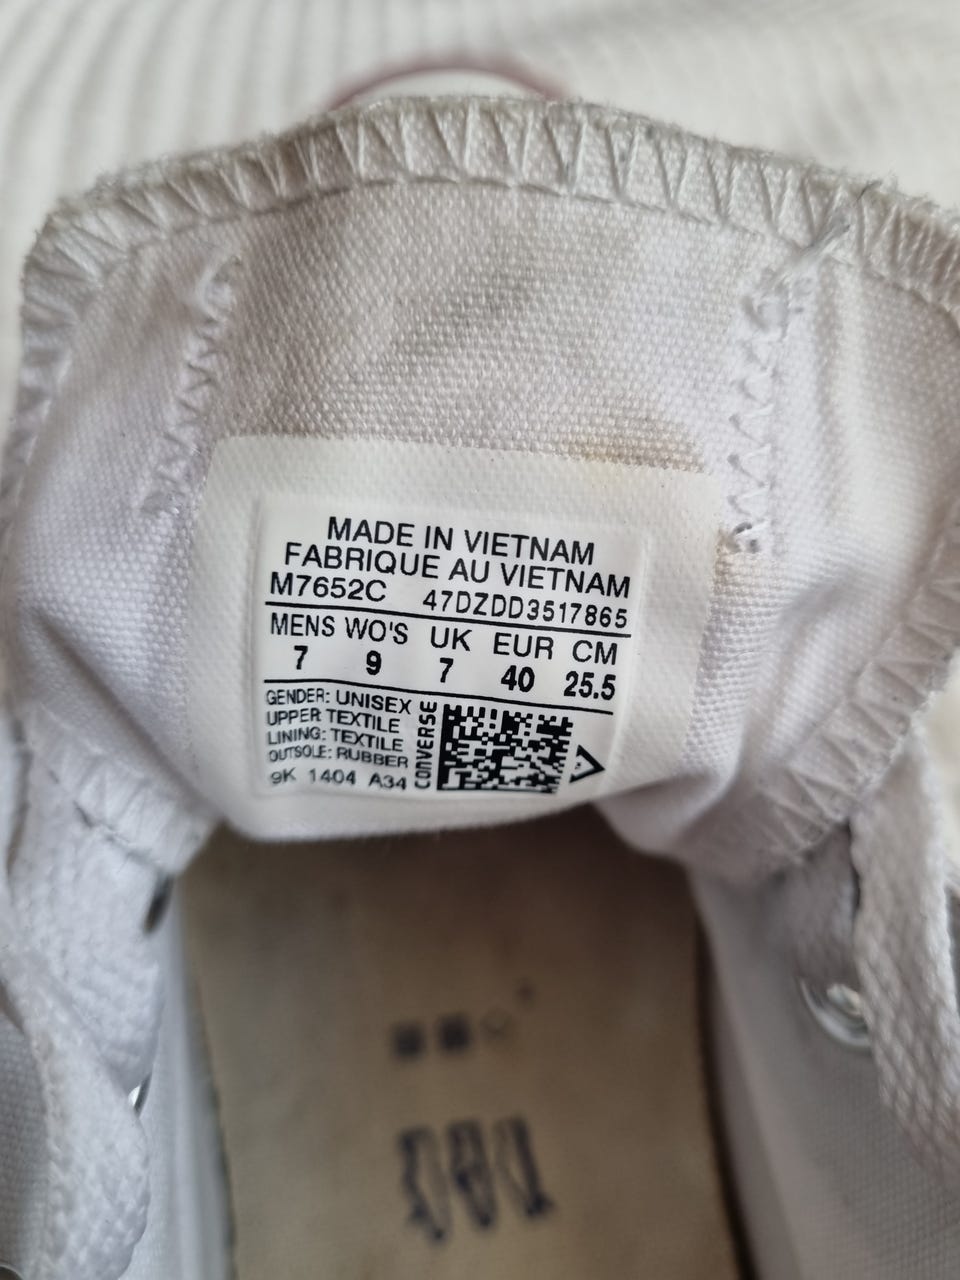 MADE IN VIETNAM
FABRIQUE AU VIETNAM
M7652C 47DZDD3517865
MENS WO'S UK EUR CM
7 9 7 40 25.5
GENDER: UNISEX
UPPER: TEXTILE
LINING: TEXTILE
OUTSOLE: RUBBER
9K 1404 A34
CONVERSE